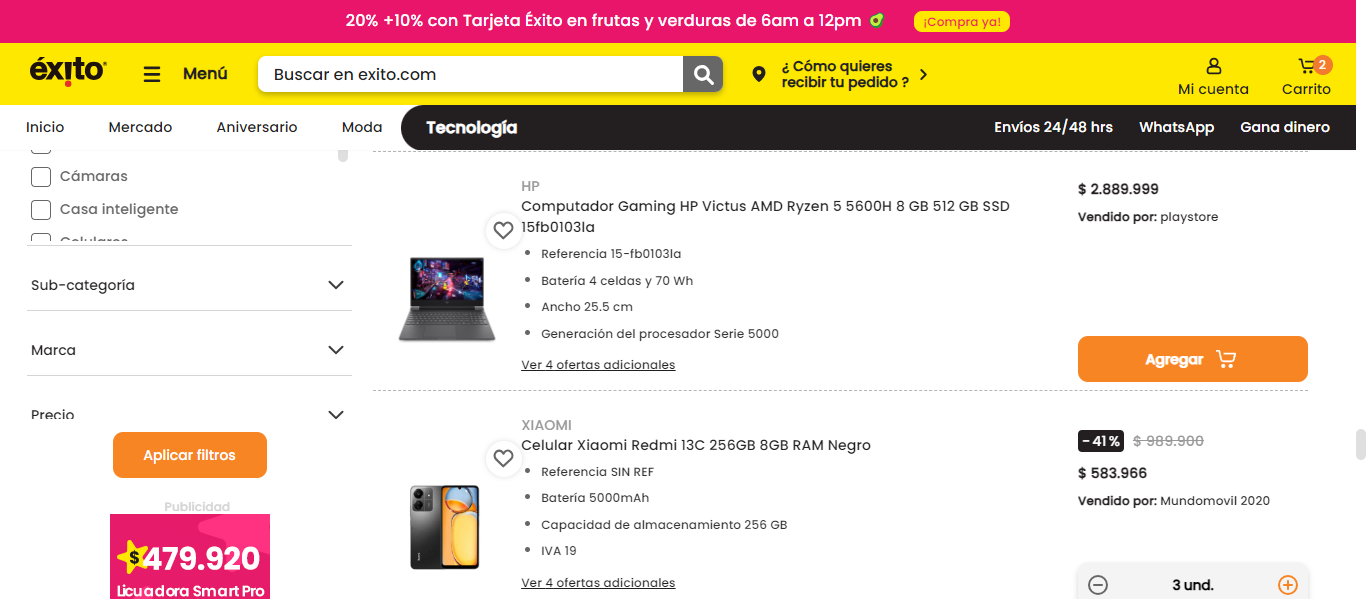 20% +10% con Tarjeta Éxito en frutas y verduras de 6am a 12pm
¡Compra ya!
éxito
Menú
Buscar en exito.com
¿ Cómo quieres
recibir tu pedido ?
Mi cuenta
2
Carrito
Inicio
Mercado
Aniversario
Moda
Tecnología
Envíos 24/48 hrs
WhatsApp
Gana dinero
Cámaras
Casa inteligente
Celulares
Sub-categoría
Marca
Precio
Aplicar filtros
Publicidad
$479.920
Licuadora Smart Pro
HP
Computador Gaming HP Victus AMD Ryzen 5 5600H 8 GB 512 GB SSD
15fb0103la
Referencia 15-fb0103la
Batería 4 celdas y 70 Wh
Ancho 25.5 cm
Generación del procesador Serie 5000
Ver 4 ofertas adicionales
$ 2.889.999
Vendido por: playstore
Agregar
XIAOMI
Celular Xiaomi Redmi 13C 256GB 8GB RAM Negro
Referencia SIN REF
Batería 5000mAh
Capacidad de almacenamiento 256 GB
IVA 19
Ver 4 ofertas adicionales
- 41 % $ 989.900
$ 583.966
Vendido por: Mundomovil 2020
3 und.